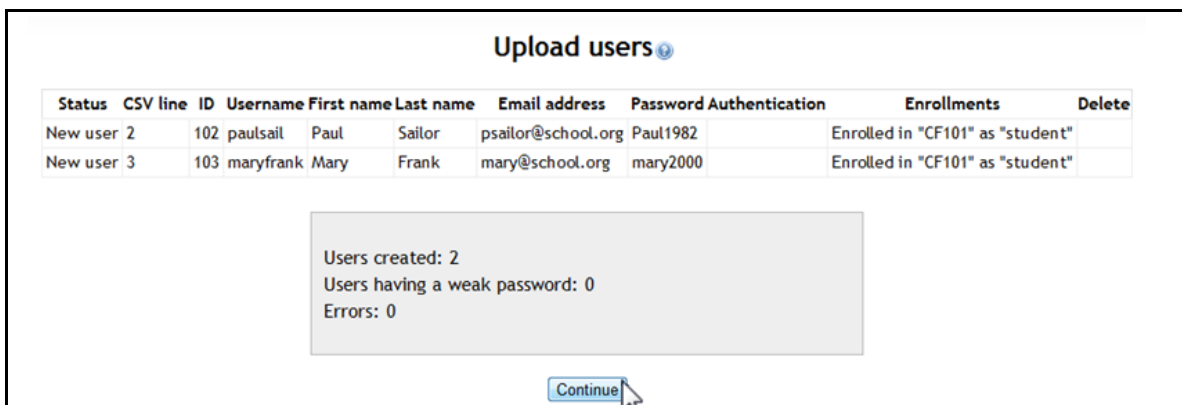 Upload users
Status CSV line ID Username First name Last name Email address Password Authentication Enrollments Delete
New user 2 102 paulsail Paul Sailor psailor@school.org Paul1982 Enrolled in "CF101" as "student"
New user 3 103 maryfrank Mary Frank mary@school.org mary2000 Enrolled in "CF101" as "student"
Users created: 2
Users having a weak password: 0
Errors: 0
Continue